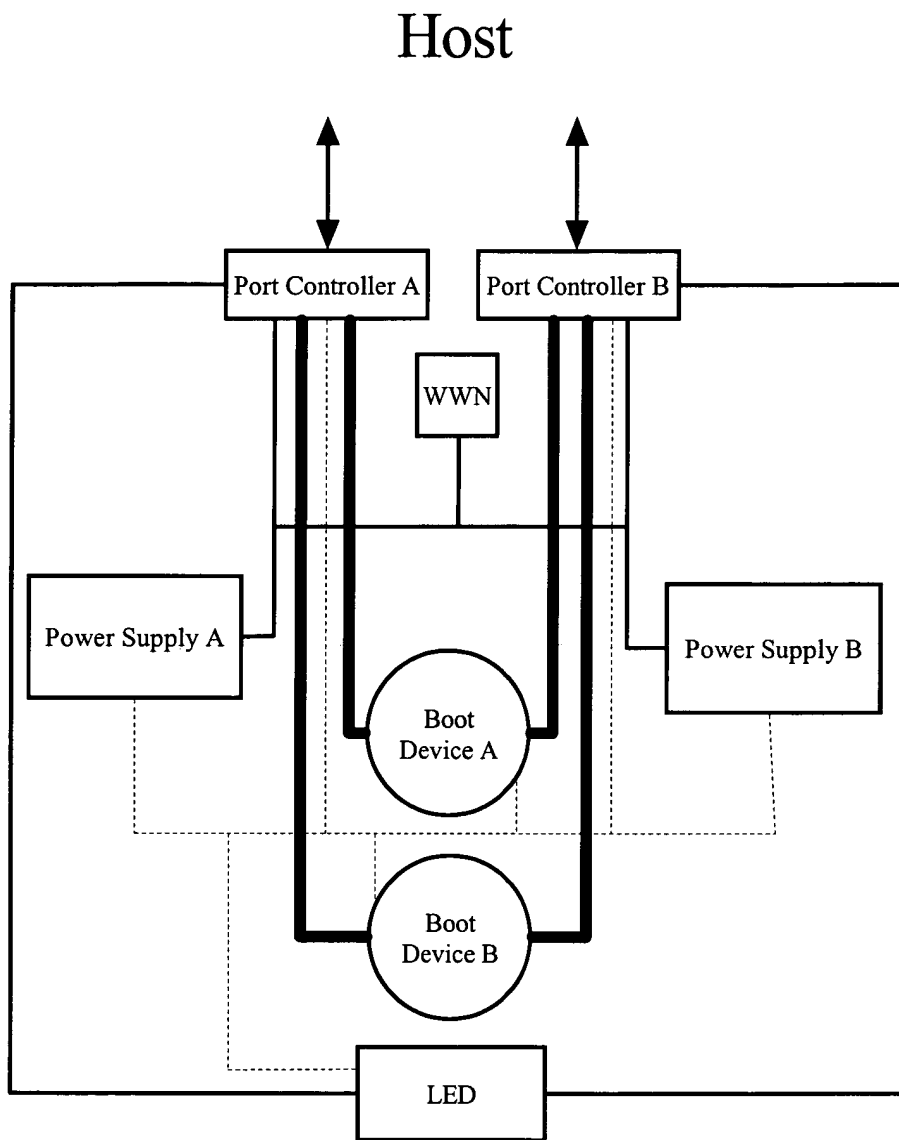 Host
Port Controller A
Port Controller B
WWN
Power Supply A
Power Supply B
Boot
Device A
Boot
Device B
LED